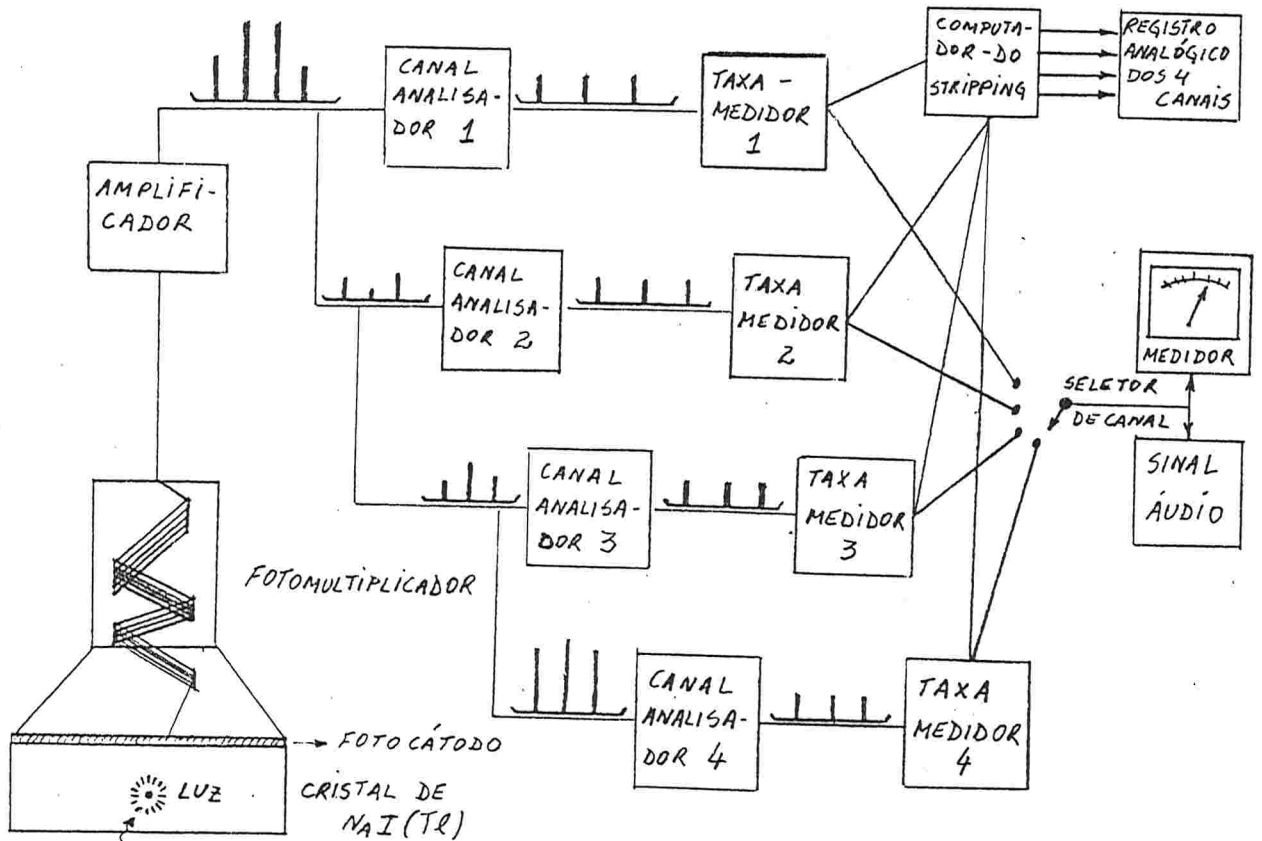 CANAL
ANALISA-
DOR 1
TAXA-
MEDIDOR
1
COMPUTA-
DOR-DO
STRIPPING
REGISTRO
ANALÓGICO
DOS 4
CANAIS
AMPLIFI-
CADOR
CANAL
ANALISA-
DOR 2
TAXA
MEDIDOR
2
MEDIDOR
SELETOR
DE CANAL
SINAL
ÁUDÍO
CANAL
ANALISA-
DOR 3
TAXA
MEDIDOR
3
FOTOMULTIPLICADOR
CANAL
ANALISA-
DOR 4
TAXA
MEDIDOR
4
FOTO CÁTODO
LUZ
CRISTAL DE
NAI(Tl)